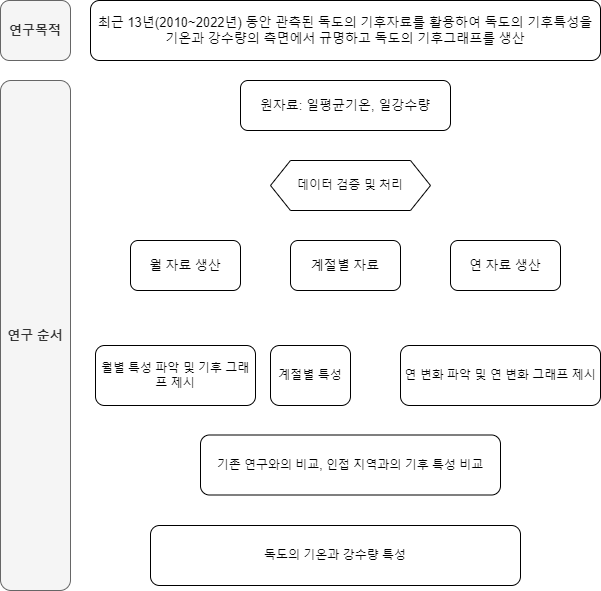 연구목적
최근 13년(2010~2022년) 동안 관측된 독도의 기후자료를 활용하여 독도의 기후특성을
기온과 강수량의 측면에서 규명하고 독도의 기후그래프를 생산
연구 순서
원자료: 일평균기온, 일강수량
데이터 검증 및 처리
월 자료 생산
계절별 자료
연 자료 생산
월별 특성 파악 및 기후 그래
프 제시
계절별 특성
연 변화 파악 및 연 변화 그래프 제시
기존 연구와의 비교, 인접 지역과의 기후 특성 비교
독도의 기온과 강수량 특성